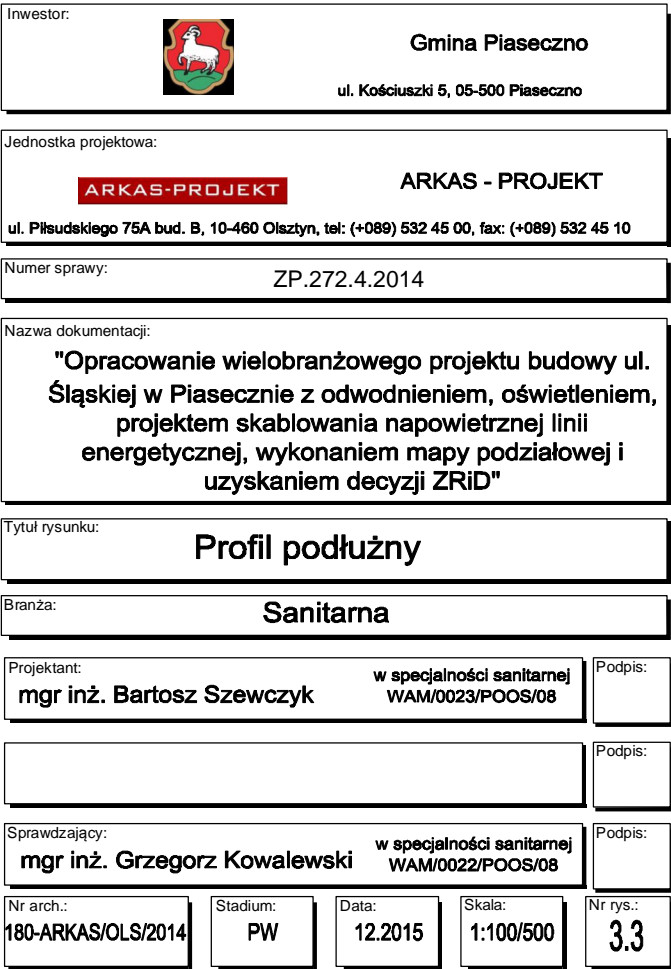 Inwestor:
Gmina Piaseczno
ul. Kościuszki 5, 05-500 Piaseczno
Jednostka projektowa:
ARKAS-PROJEKT
ARKAS - PROJEKT
ul. Piłsudskiego 75A bud. B, 10-460 Olsztyn, tel: (+089) 532 45 00, fax: (+089) 532 45 10
Numer sprawy:
ZP.272.4.2014
Nazwa dokumentacji:
"Opracowanie wielobranżowego projektu budowy ul.
Śląskiej w Piasecznie z odwodnieniem, oświetleniem,
projektem skablowania napowietrznej linii
energetycznej, wykonaniem mapy podziałowej i
uzyskaniem decyzji ZRiD"
Tytuł rysunku:
Profil podłużny
Branża:
Sanitarna
Projektant:
mgr inż. Bartosz Szewczyk
w specjalności sanitarnej
WAM/0023/POOS/08
Podpis:
Podpis:
Sprawdzający:
mgr inż. Grzegorz Kowalewski
w specjalności sanitarnej
WAM/0022/POOS/08
Podpis:
Nr arch.:
180-ARKAS/OLS/2014
Stadium:
PW
Data:
12.2015
Skala:
1:100/500
Nr rys.:
3.3